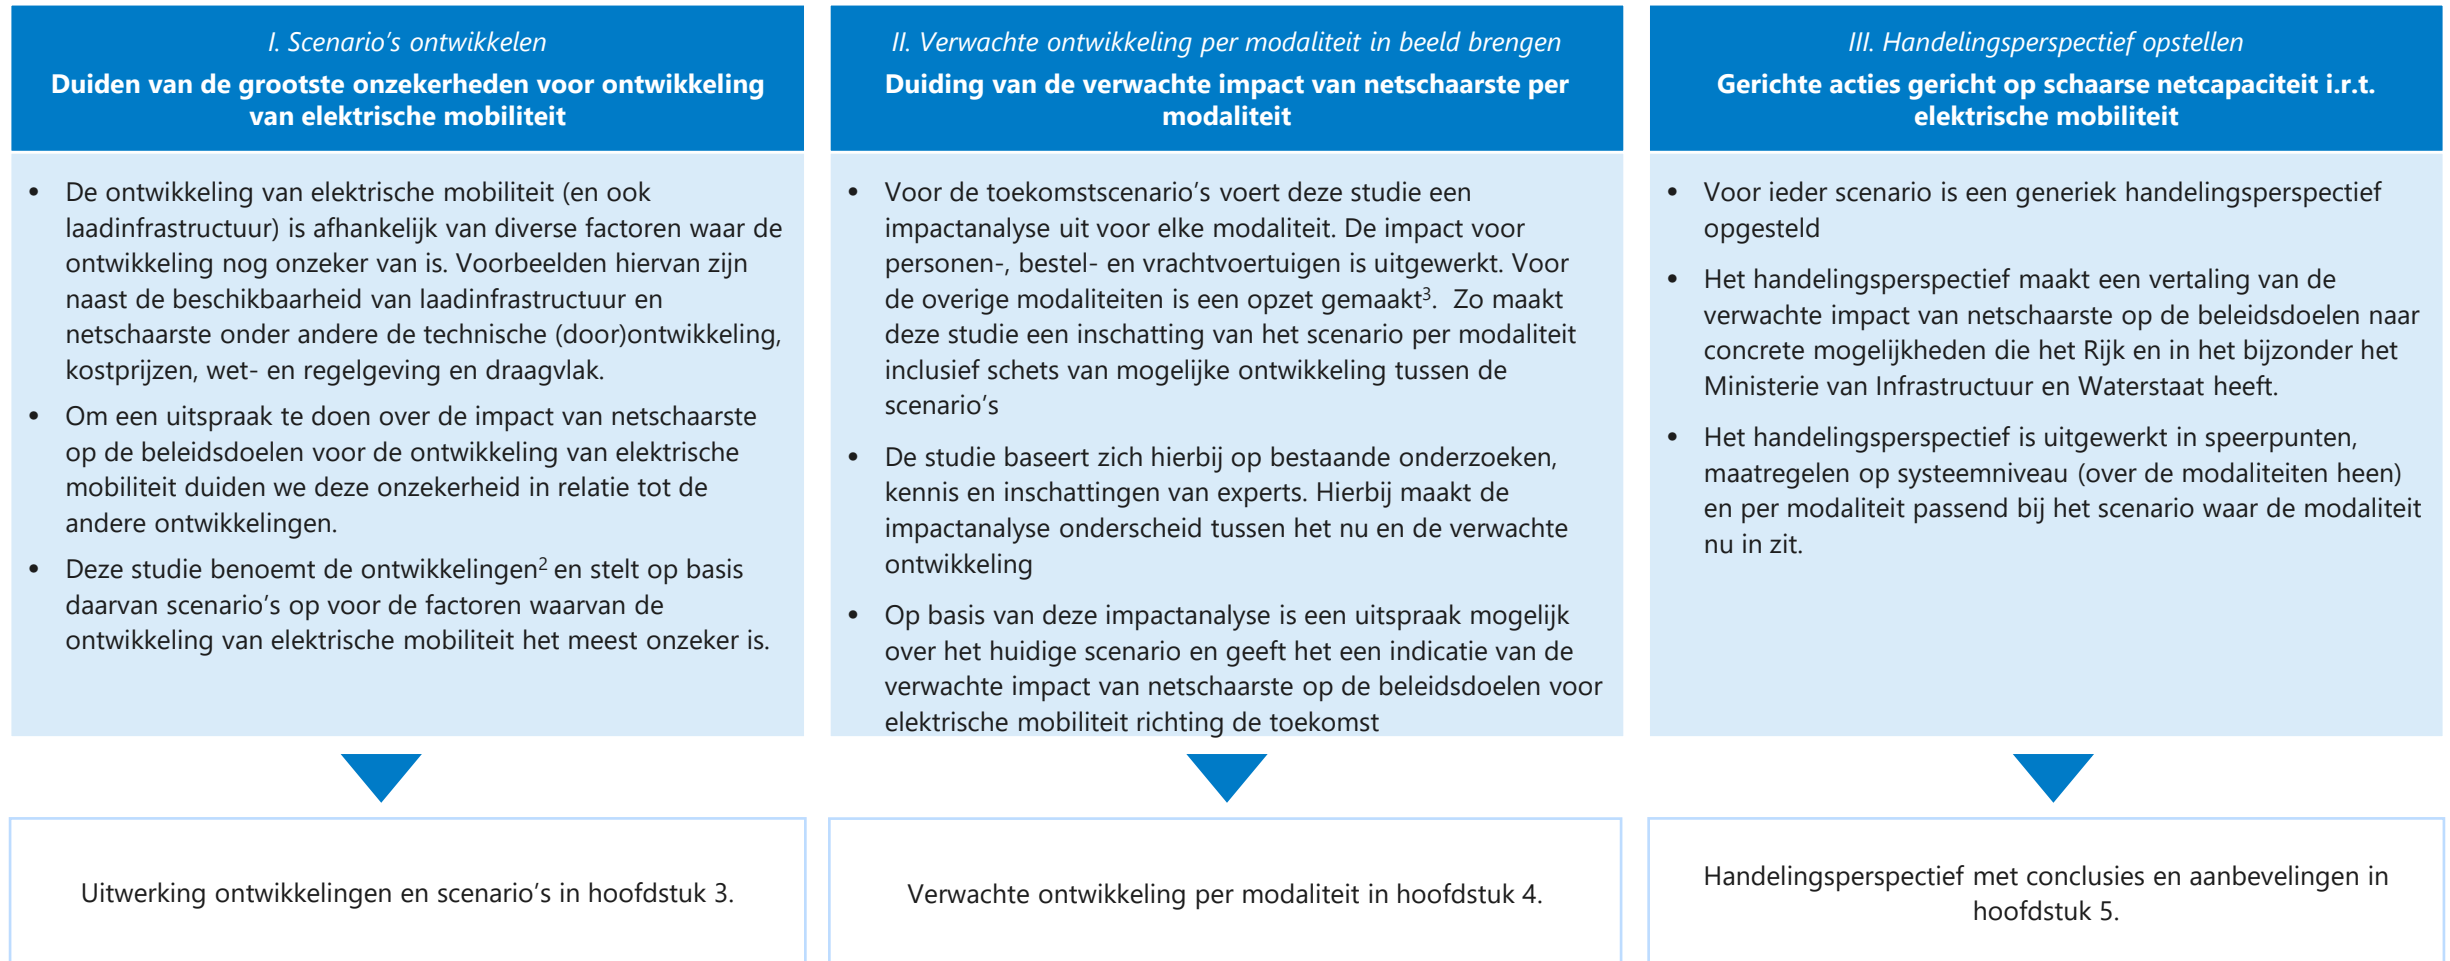 I. Scenario's ontwikkelen
Duiden van de grootste onzekerheden voor ontwikkeling
van elektrische mobiliteit
• De ontwikkeling van elektrische mobiliteit (en ook
laadinfrastructuur) is afhankelijk van diverse factoren waar de
ontwikkeling nog onzeker van is. Voorbeelden hiervan zijn
naast de beschikbaarheid van laadinfrastructuur en
netschaarste onder andere de technische (door)ontwikkeling,
kostprijzen, wet- en regelgeving en draagvlak.
• Om een uitspraak te doen over de impact van netschaarste
op de beleidsdoelen voor de ontwikkeling van elektrische
mobiliteit duiden we deze onzekerheid in relatie tot de
andere ontwikkelingen.
• Deze studie benoemt de ontwikkelingen² en stelt op basis
daarvan scenario's op voor de factoren waarvan de
ontwikkeling van elektrische mobiliteit het meest onzeker is.
Uitwerking ontwikkelingen en scenario's in hoofdstuk 3.
II. Verwachte ontwikkeling per modaliteit in beeld brengen
Duiding van de verwachte impact van netschaarste per
modaliteit
• Voor de toekomstscenario's voert deze studie een
impactanalyse uit voor elke modaliteit. De impact voor
personen-, bestel- en vrachtvoertuigen is uitgewerkt. Voor
de overige modaliteiten is een opzet gemaakt³. Zo maakt
deze studie een inschatting van het scenario per modaliteit
inclusief schets van mogelijke ontwikkeling tussen de
scenario's
• De studie baseert zich hierbij op bestaande onderzoeken,
kennis en inschattingen van experts. Hierbij maakt de
impactanalyse onderscheid tussen het nu en de verwachte
ontwikkeling
• Op basis van deze impactanalyse is een uitspraak mogelijk
over het huidige scenario en geeft het een indicatie van de
verwachte impact van netschaarste op de beleidsdoelen voor
elektrische mobiliteit richting de toekomst
Verwachte ontwikkeling per modaliteit in hoofdstuk 4.
III. Handelingsperspectief opstellen
Gerichte acties gericht op schaarse netcapaciteit i.r.t.
elektrische mobiliteit
• Voor ieder scenario is een generiek handelingsperspectief
opgesteld
• Het handelingsperspectief maakt een vertaling van de
verwachte impact van netschaarste op de beleidsdoelen naar
concrete mogelijkheden die het Rijk en in het bijzonder het
Ministerie van Infrastructuur en Waterstaat heeft.
• Het handelingsperspectief is uitgewerkt in speerpunten,
maatregelen op systeemniveau (over de modaliteiten heen)
en per modaliteit passend bij het scenario waar de modaliteit
nu in zit.
Handelingsperspectief met conclusies en aanbevelingen in
hoofdstuk 5.